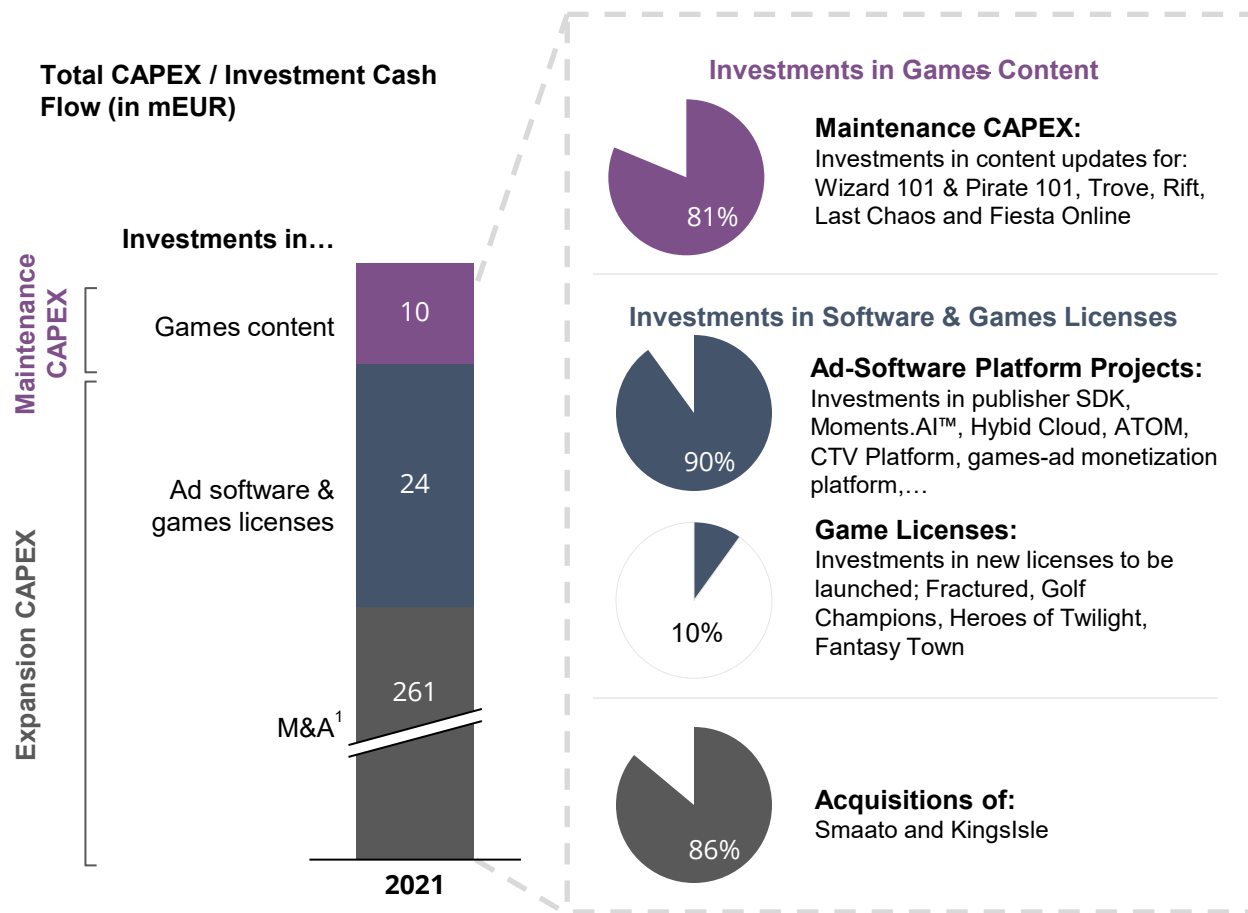 Total CAPEX / Investment Cash
Flow (in mEUR)
Investments in…
Maintenance
CAPEX
Games content
10
Expansion CAPEX
Ad software &
games licenses
24
M&A¹
261
2021
Investments in Games Content
81%
Maintenance CAPEX:
Investments in content updates for:
Wizard 101 & Pirate 101, Trove, Rift,
Last Chaos and Fiesta Online
Investments in Software & Games Licenses
90%
Ad-Software Platform Projects:
Investments in publisher SDK,
Moments.AI™, Hybid Cloud, ATOM,
CTV Platform, games-ad monetization
platform,…
10%
Game Licenses:
Investments in new licenses to be
launched; Fractured, Golf
Champions, Heroes of Twilight,
Fantasy Town
86%
Acquisitions of:
Smaato and KingsIsle